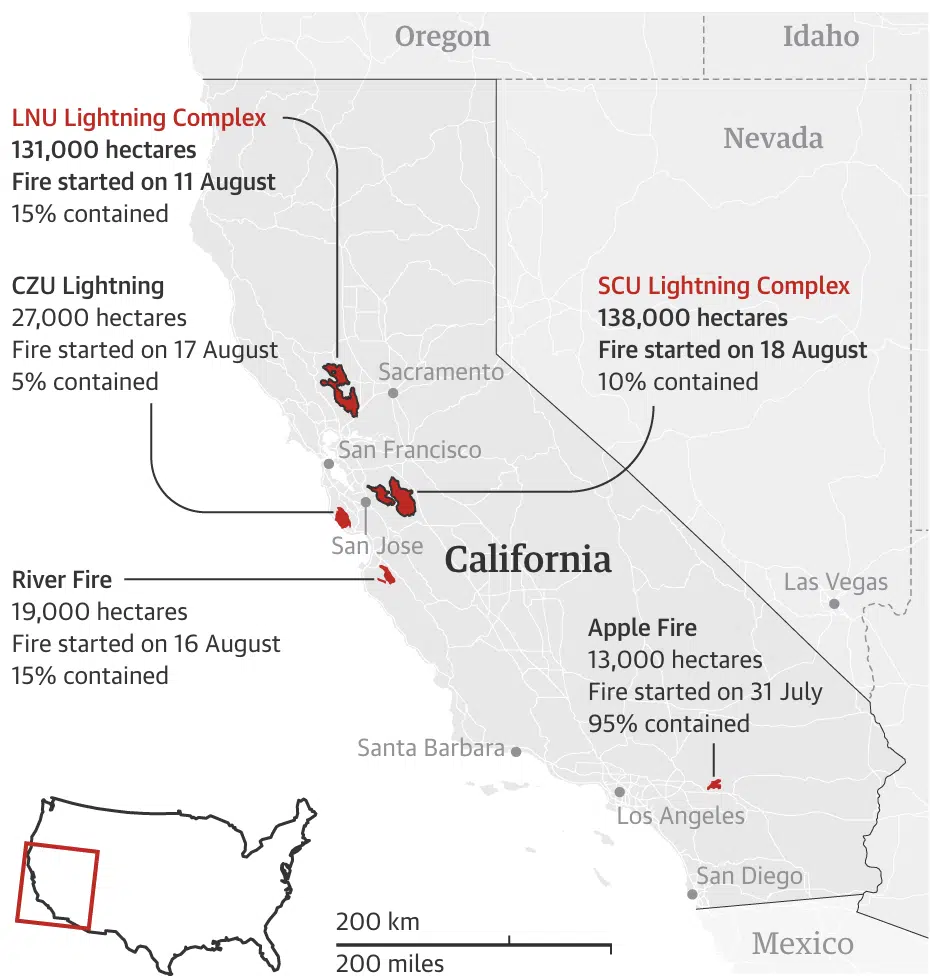 Oregon
Idaho
Nevada
LNU Lightning Complex
131,000 hectares
Fire started on 11 August
15% contained
CZU Lightning
27,000 hectares
Fire started on 17 August
5% contained
SCU Lightning Complex
138,000 hectares
Fire started on 18 August
10% contained
Sacramento
San Francisco
San Jose
California
River Fire
19,000 hectares
Fire started on 16 August
15% contained
Las Vegas
Apple Fire
13,000 hectares
Fire started on 31 July
95% contained
Santa Barbara
Los Angeles
San Diego
Mexico
200 km
200 miles